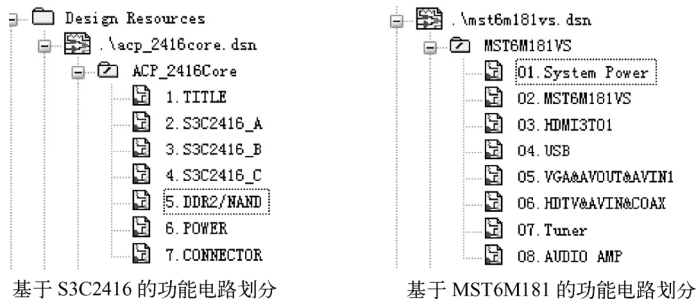 Design Resources
.\acp_2416core.dsn
ACP_2416Core
1.TITLE
2.S3C2416_A
3.S3C2416_B
4.S3C2416_C
5.DDR2/NAND
6.POWER
7.CONNECTOR
基于 S3C2416 的功能电路划分
.\mst6m181vs.dsn
MST6M181VS
01.System Power
02.MST6M181VS
03.HDMI3TO1
04.USB
05.VGA&AVOUT&AVIN1
06.HDTV&AVIN&COAX
07.Tuner
08.AUDIO AMP
基于 MST6M181 的功能电路划分